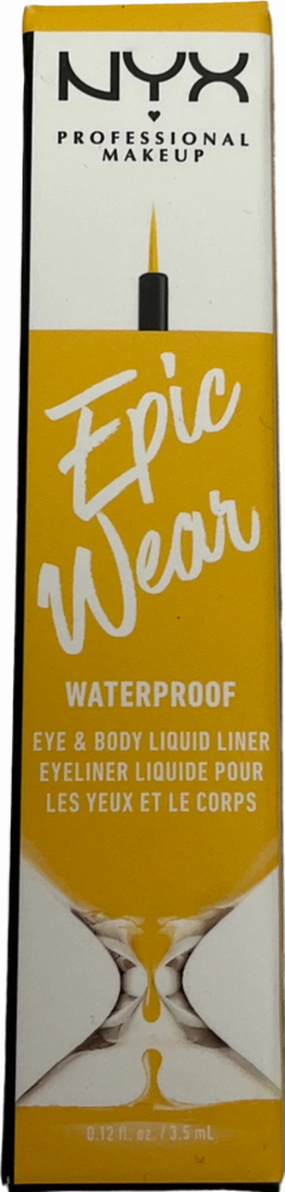 NYX
PROFESSIONAL
MAKEUP
Epic
Wear
WATERPROOF
EYE & BODY LIQUID LINER
EYELINER LIQUIDE POUR
LES YEUX ET LE CORPS
0.12 fl. oz. / 3.5 mL